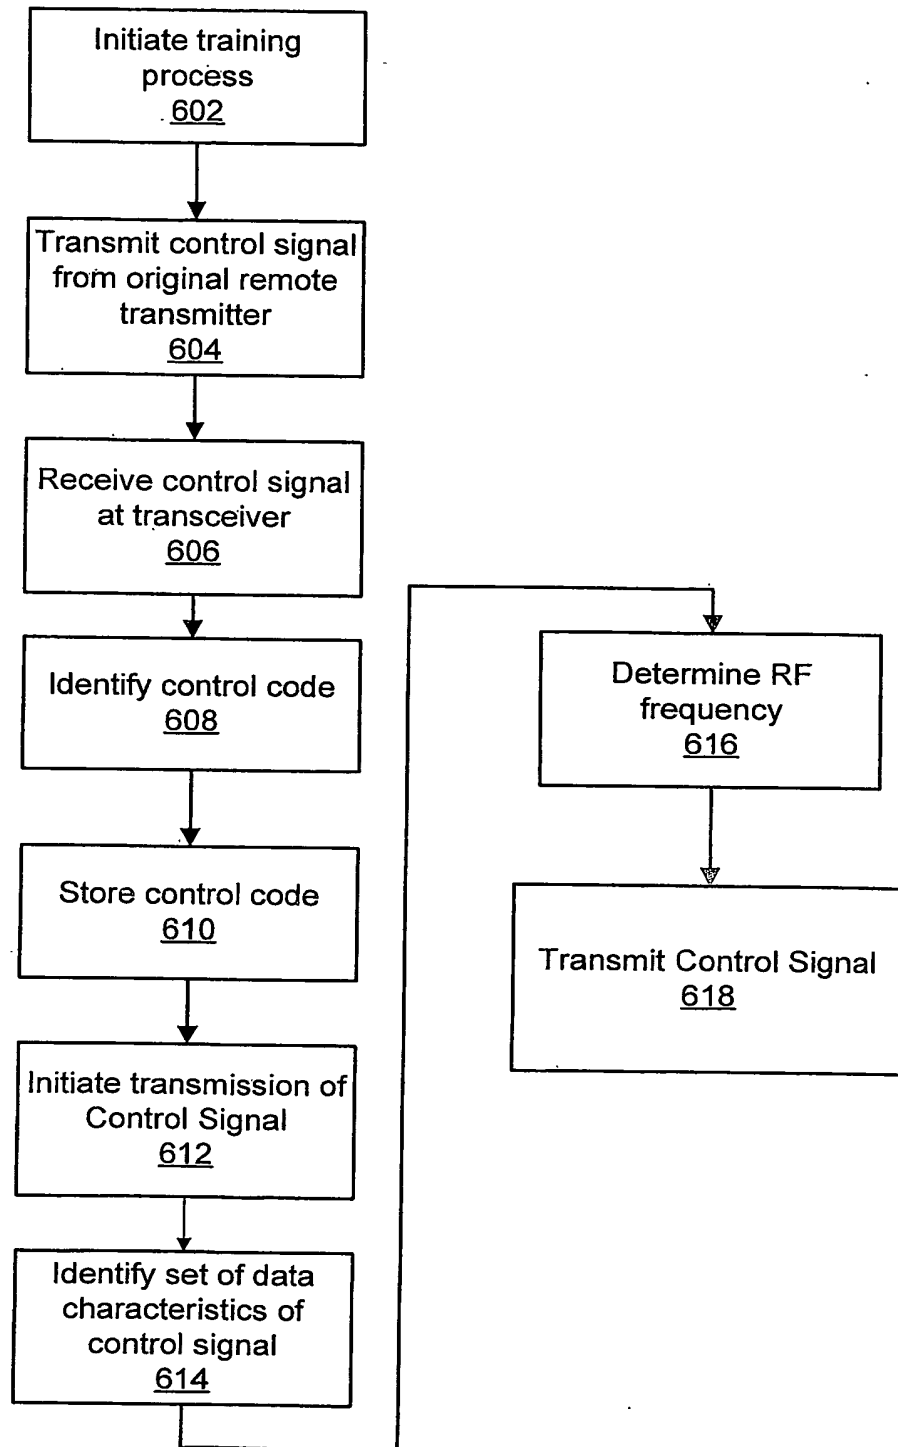 Initiate training
process
602
Transmit control signal
from original remote
transmitter
604
Receive control signal
at transceiver
606
Identify control code
608
Store control code
610
Initiate transmission of
Control Signal
612
Identify set of data
characteristics of
control signal
614
Determine RF
frequency
616
Transmit Control Signal
618